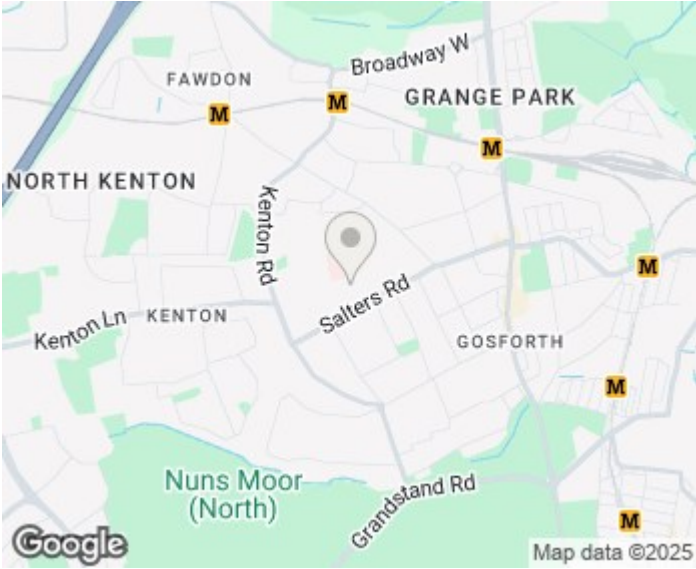 Broadway W
FAWDON
M
M
GRANGE PARK
M
NORTH KENTON
Kenton Rd
M
Salters Rd
Kenton Ln
KENTON
GOSFORTH
M
Nuns Moor
(North)
Grandstand Rd
M
Google
Map data ©2025